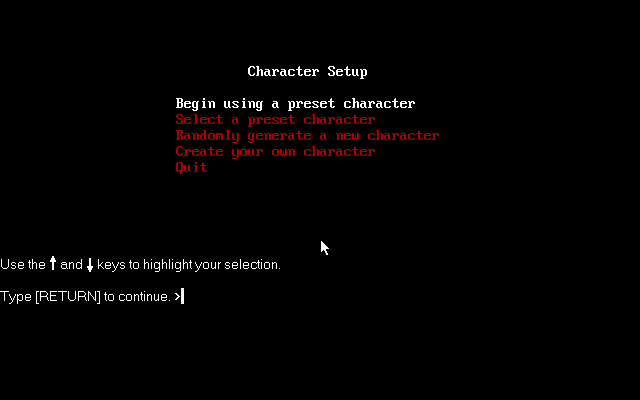 Character Setup
Begin using a preset character
Select a preset character
Randomly generate a new character
Create your own character
Quit
Use the ↑ and ↓ keys to highlight your selection.
Type [RETURN] to continue. >